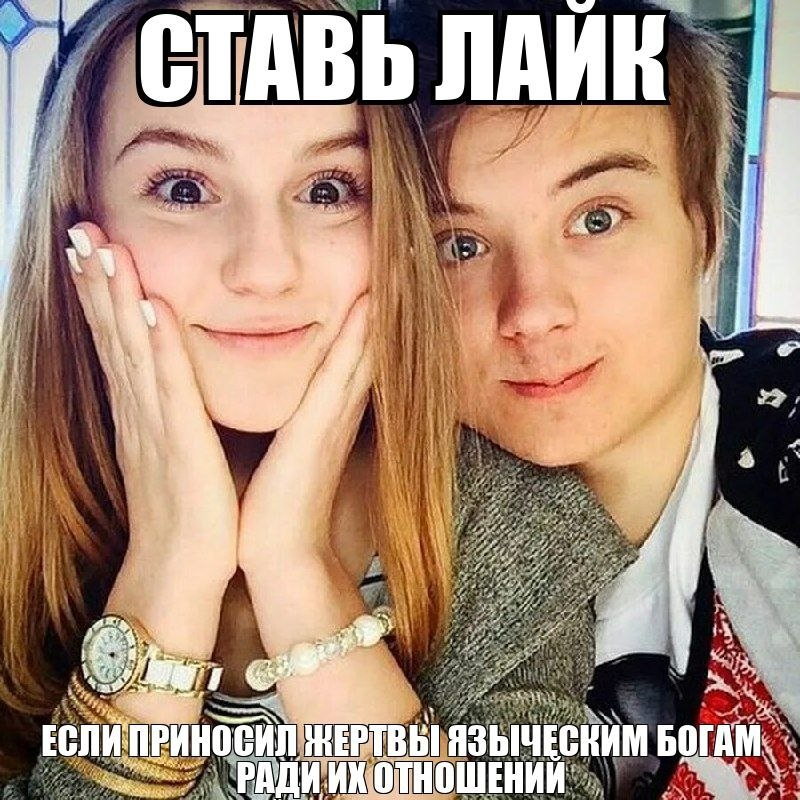 СТАВЬ ЛАЙК
ЕСЛИ ПРИНОСИЛ ЖЕРТВЫ ЯЗЫЧЕСКИМ БОГАМ
РАДИ ИХ ОТНОШЕНИЙ